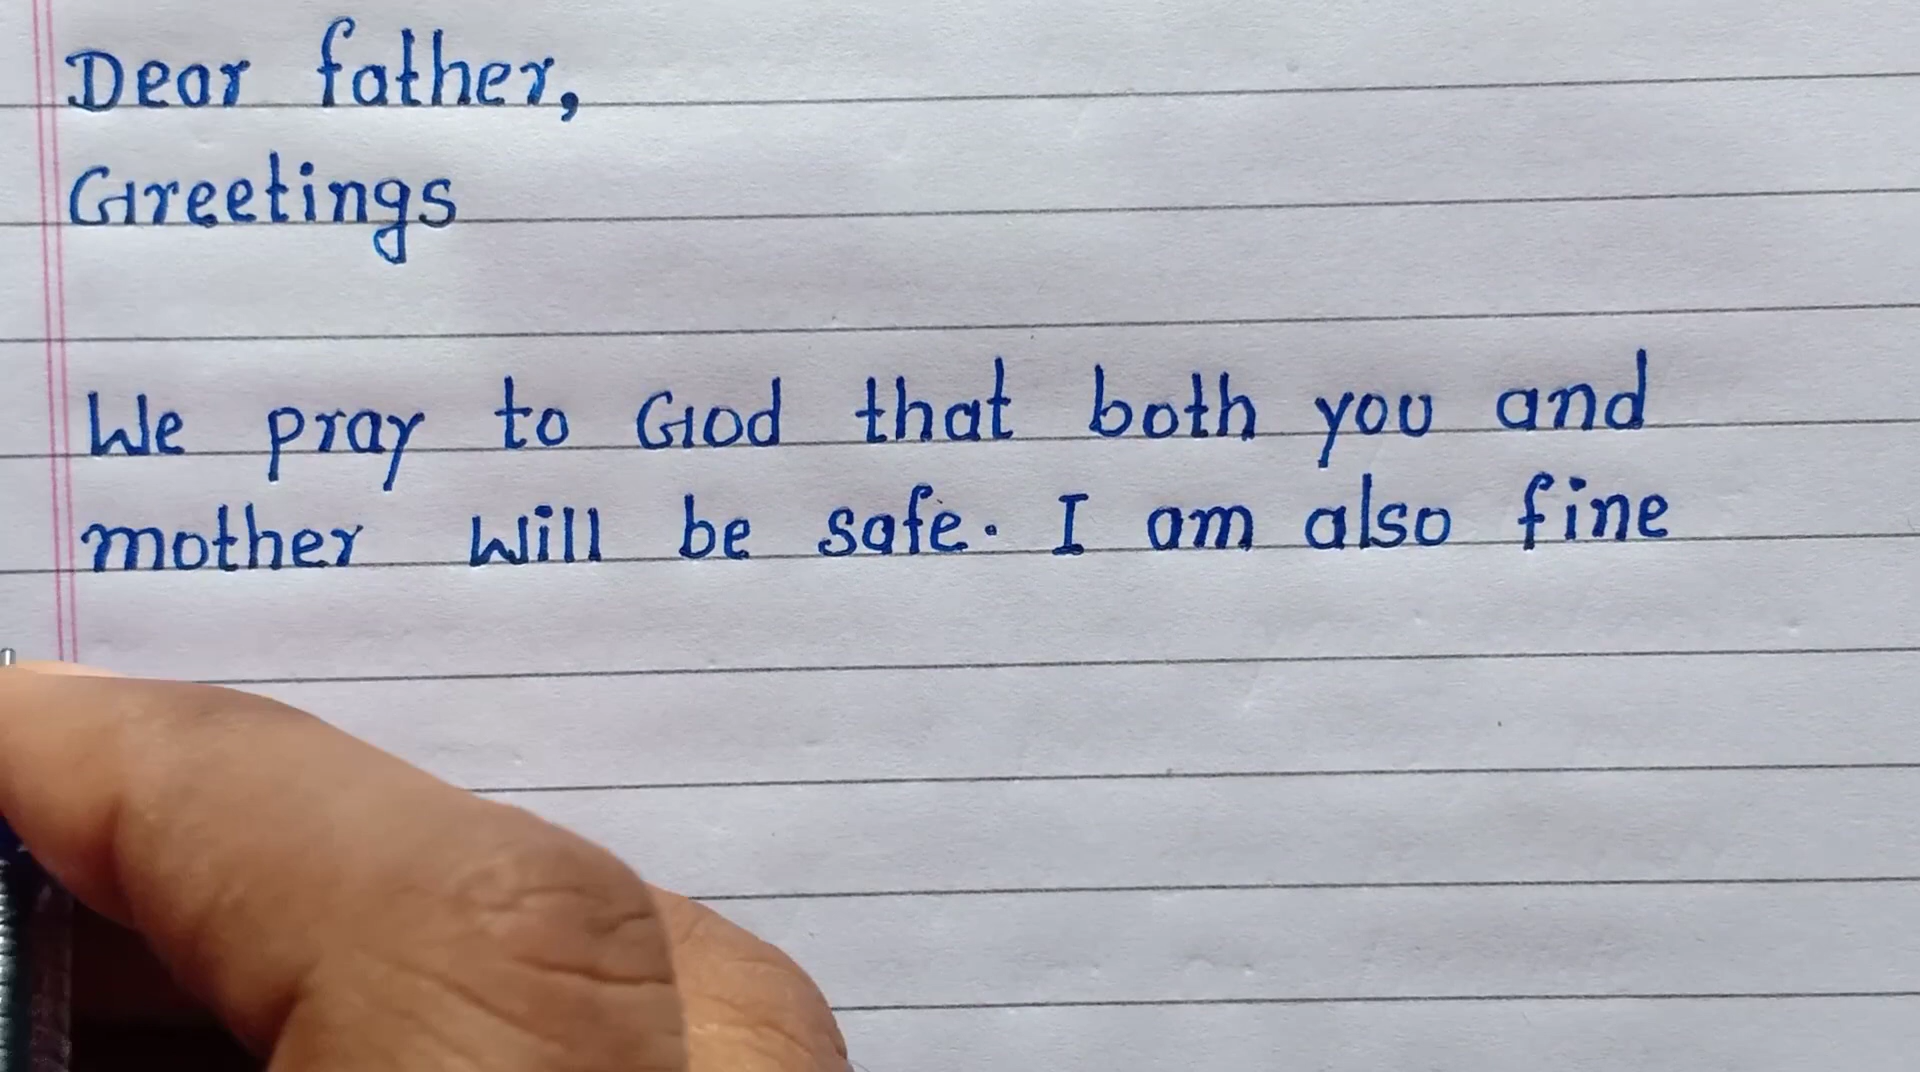 Dear father,
Greetings
We pray to God that both you and
mother will be safe. I am also fine